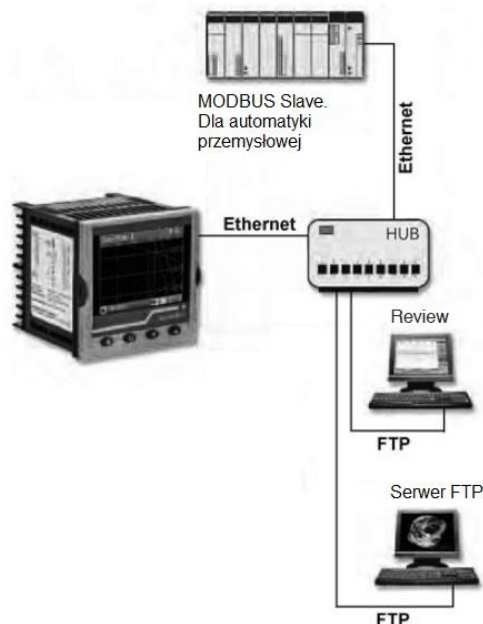 MODBUS Slave.
Dla automatyki
przemysłowej
Ethernet
Ethernet
HUB
Review
FTP
Serwer FTP
FTP